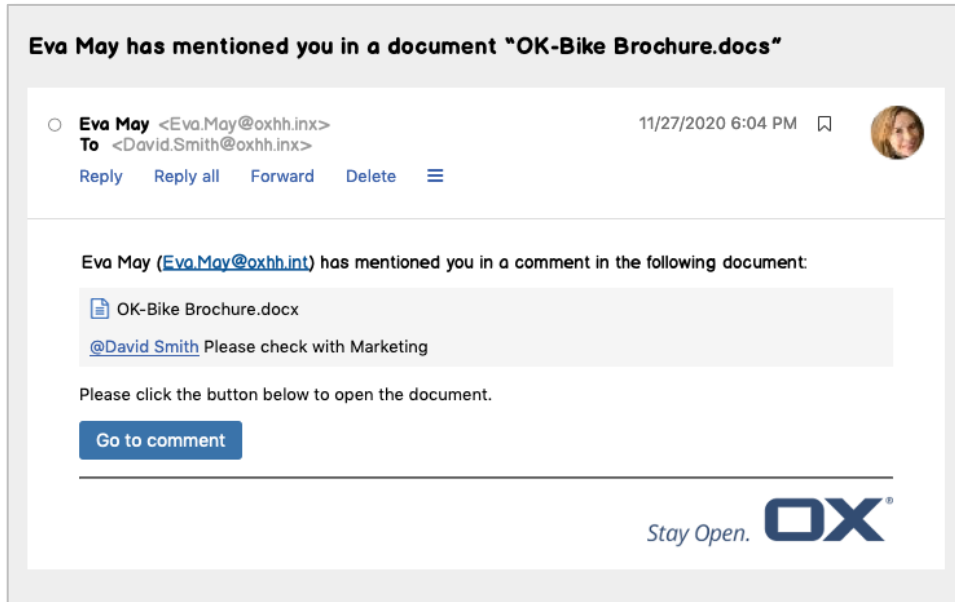 Eva May has mentioned you in a document “OK-Bike Brochure.docs”
Eva May <Eva.May@oxhh.inx> 11/27/2020 6:04 PM
To <David.Smith@oxhh.inx>
Reply Reply all Forward Delete
Eva May (Eva.May@oxhh.int) has mentioned you in a comment in the following document:
OK-Bike Brochure.docx
@David Smith Please check with Marketing
Please click the button below to open the document.
Go to comment
Stay Open. OX®